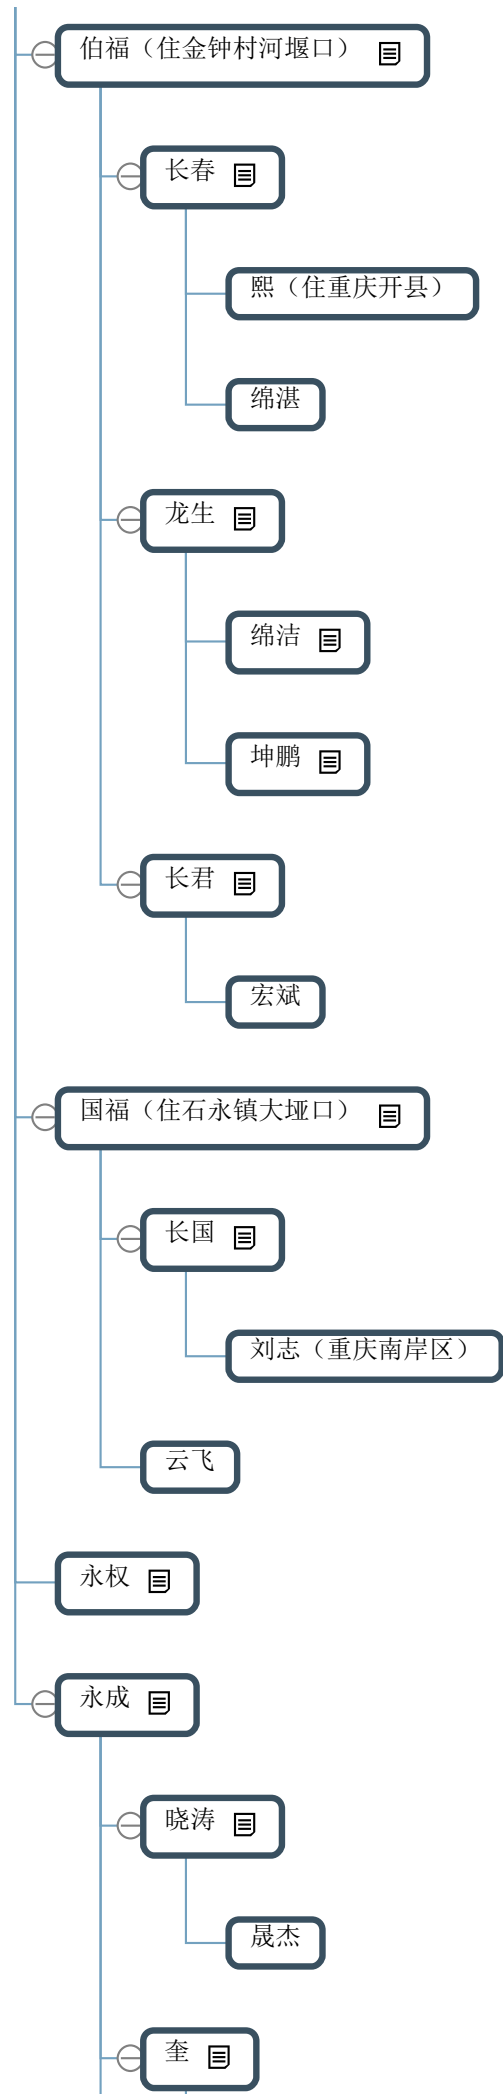 伯福（住金钟村河堰口）
长春
熙（住重庆开县）
绵湛
龙生
绵洁
坤鹏
长君
宏斌
国福（住石永镇大垭口）
长国
刘志（重庆南岸区）
云飞
永权
永成
晓涛
晟杰
奎